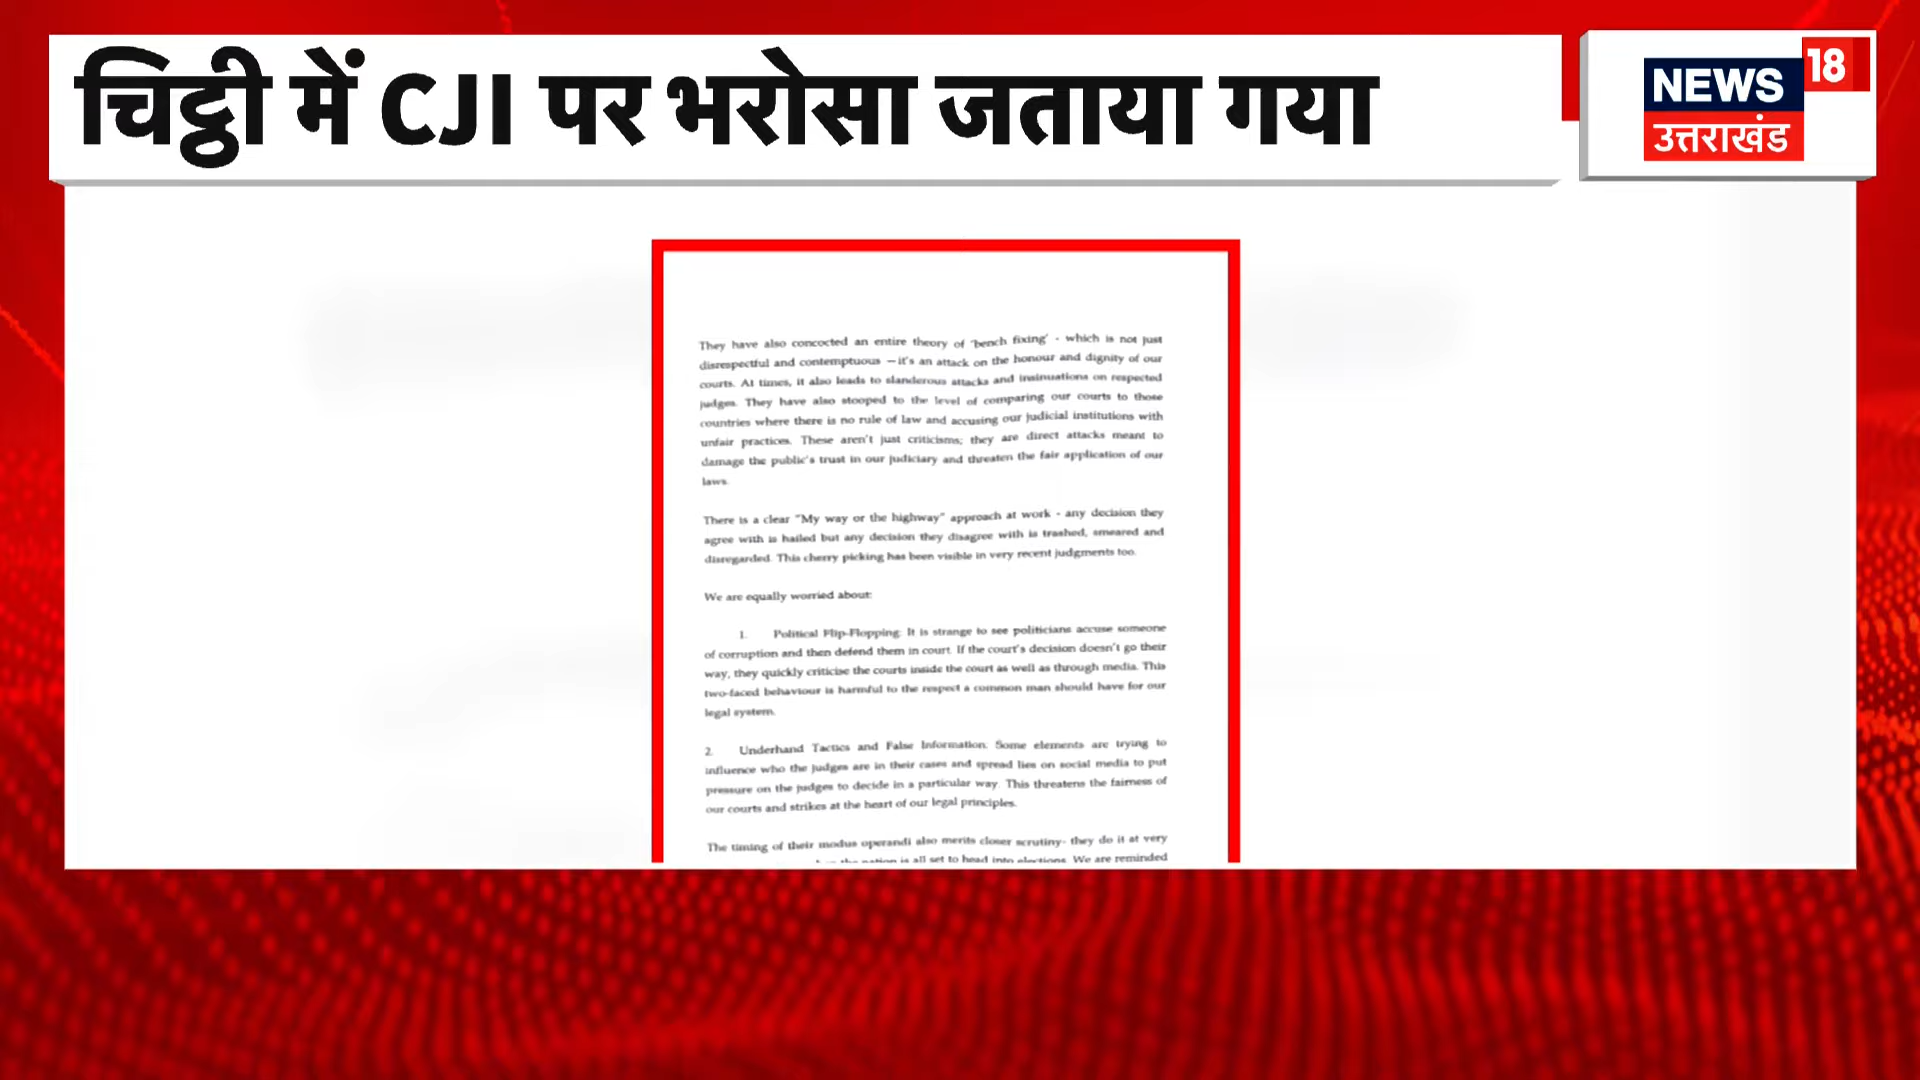 चिट्ठी में CJI पर भरोसा जताया गया
NEWS 18
उत्तराखंड
They have also concocted an entire theory of 'bench fixing' - which is not just
disrespectful and contemptuous – it's an attack on the honour and dignity of our
courts. At times, it also leads to slanderous attacks and insinuations on respected
judges. They have also stooped to the level of comparing our courts to those
countries where there is no rule of law and accusing our judicial institutions with
unfair practices. These aren't just criticisms; they are direct attacks meant to
damage the public's trust in our judiciary and threaten the fair application of our
laws.
There is a clear "My way or the highway" approach at work - any decision they
agree with is hailed but any decision they disagree with is trashed, smeared and
disregarded. This cherry picking has been visible in very recent judgments too.
We are equally worried about:
1. Political Flip-Flopping: It is strange to see politicians accuse someone
of corruption and then defend them in court. If the court's decision doesn't go their
way, they quickly criticise the courts inside the court as well as through media. This
two-faced behaviour is harmful to the respect a common man should have for our
legal system.
2. Underhand Tactics and False Information: Some elements are trying to
influence who the judges are in their cases and spread lies on social media to put
pressure on the judges to decide in a particular way. This threatens the fairness of
our courts and strikes at the heart of our legal principles.
The timing of their modus operandi also merits closer scrutiny- they do it at very
the nation is all set to head into elections. We are reminded